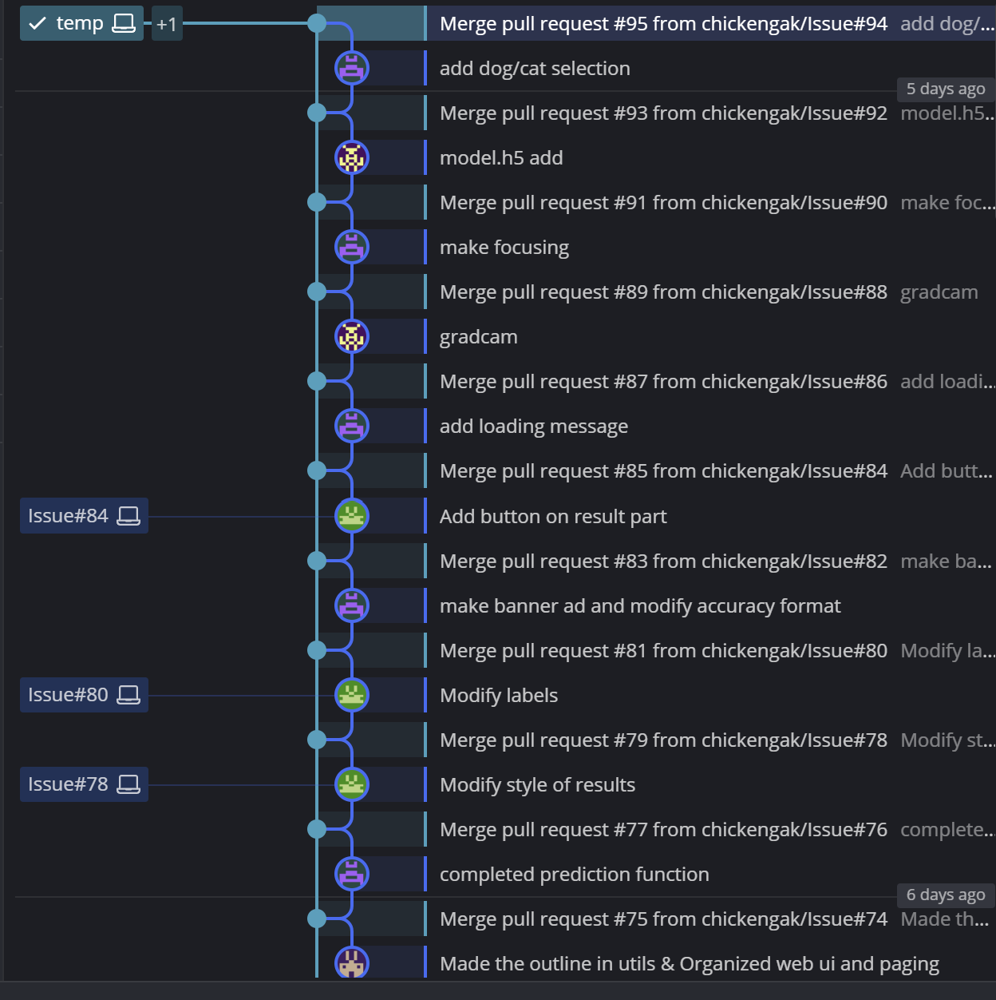 temp +1 Merge pull request #95 from chickengak/Issue#94 add dog/...
add dog/cat selection
5 days ago
Merge pull request #93 from chickengak/Issue#92 model.h5...
model.h5 add
Merge pull request #91 from chickengak/Issue#90 make foc...
make focusing
Merge pull request #89 from chickengak/Issue#88 gradcam
gradcam
Merge pull request #87 from chickengak/Issue#86 add loadi...
add loading message
Merge pull request #85 from chickengak/Issue#84 Add butt...
Issue#84 Add button on result part
Merge pull request #83 from chickengak/Issue#82 make ba...
make banner ad and modify accuracy format
Merge pull request #81 from chickengak/Issue#80 Modify la...
Issue#80 Modify labels
Merge pull request #79 from chickengak/Issue#78 Modify st...
Issue#78 Modify style of results
Merge pull request #77 from chickengak/Issue#76 complete...
completed prediction function
6 days ago
Merge pull request #75 from chickengak/Issue#74 Made th...
Made the outline in utils & Organized web ui and paging